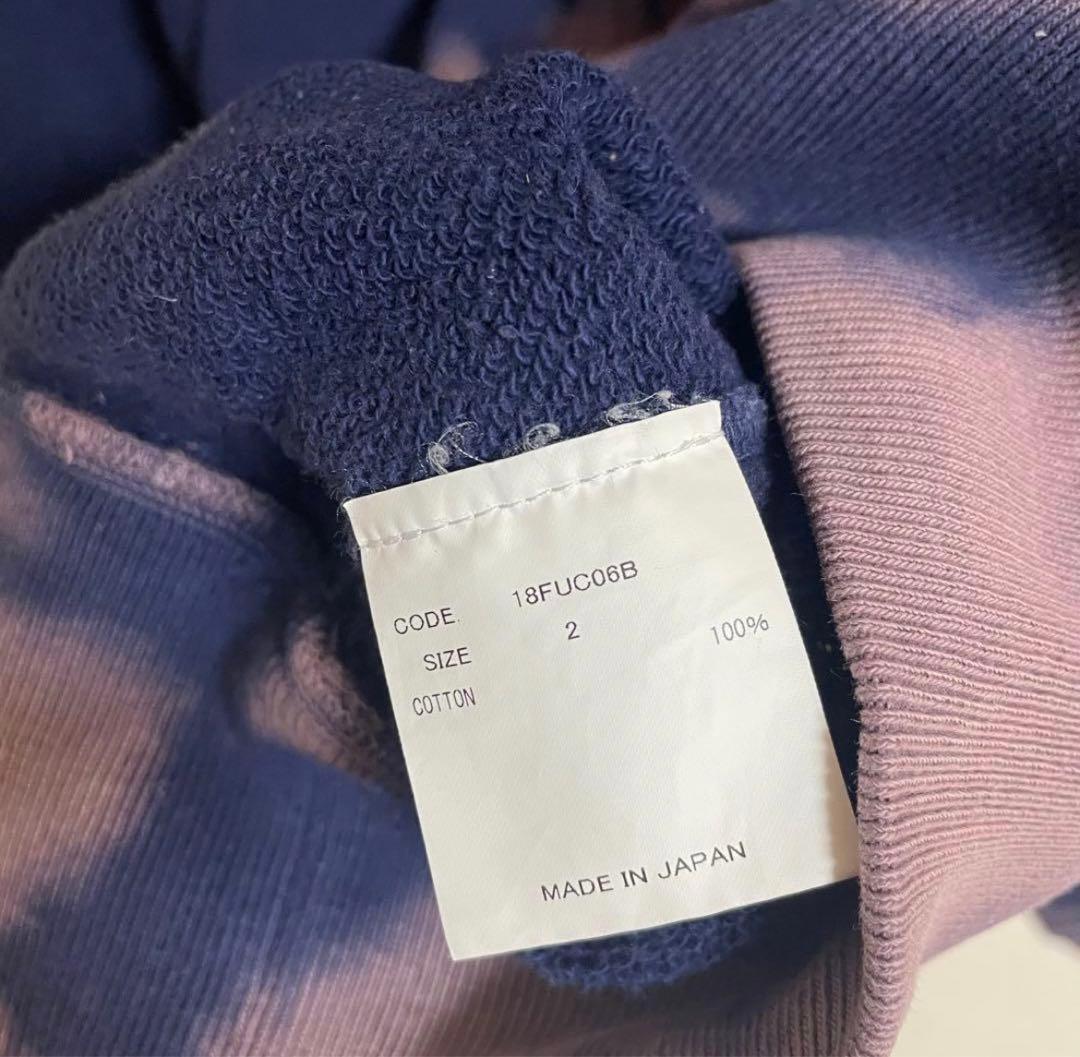 CODE. 18FUC06B
SIZE 2
COTTON 100%
MADE IN JAPAN